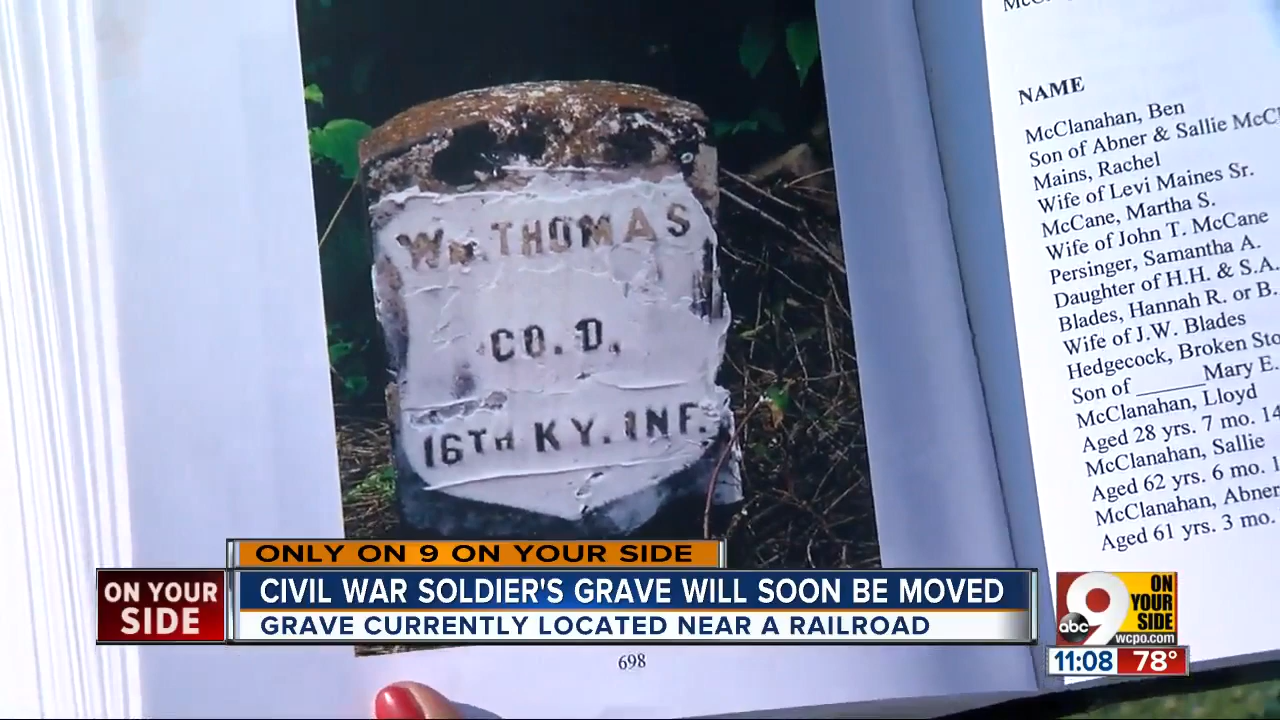 Wm. THOMAS
CO. D.
16TH KY. INF.
698
NAME
McClanahan, Ben
Son of Abner & Sallie McCl
Mains, Rachel
Wife of Levi Maines Sr.
McCane, Martha S.
Wife of John T. McCane
Persinger, Samantha A.
Daughter of H.H. & S.A.
Blades, Hannah R. or B.
Wife of J.W. Blades
Hedgecock, Broken Sto
Son of ______Mary E.
McClanahan, Lloyd
Aged 28 yrs. 7 mo. 14
McClanahan, Sallie
Aged 62 yrs. 6 mo. 1
McClanahan, Abner
Aged 61 yrs. 3 mo.
ONLY ON 9 ON YOUR SIDE
ON YOUR
SIDE
CIVIL WAR SOLDIER'S GRAVE WILL SOON BE MOVED
GRAVE CURRENTLY LOCATED NEAR A RAILROAD
abc 9
ON
YOUR
SIDE
wcpo.com
11:08 78°